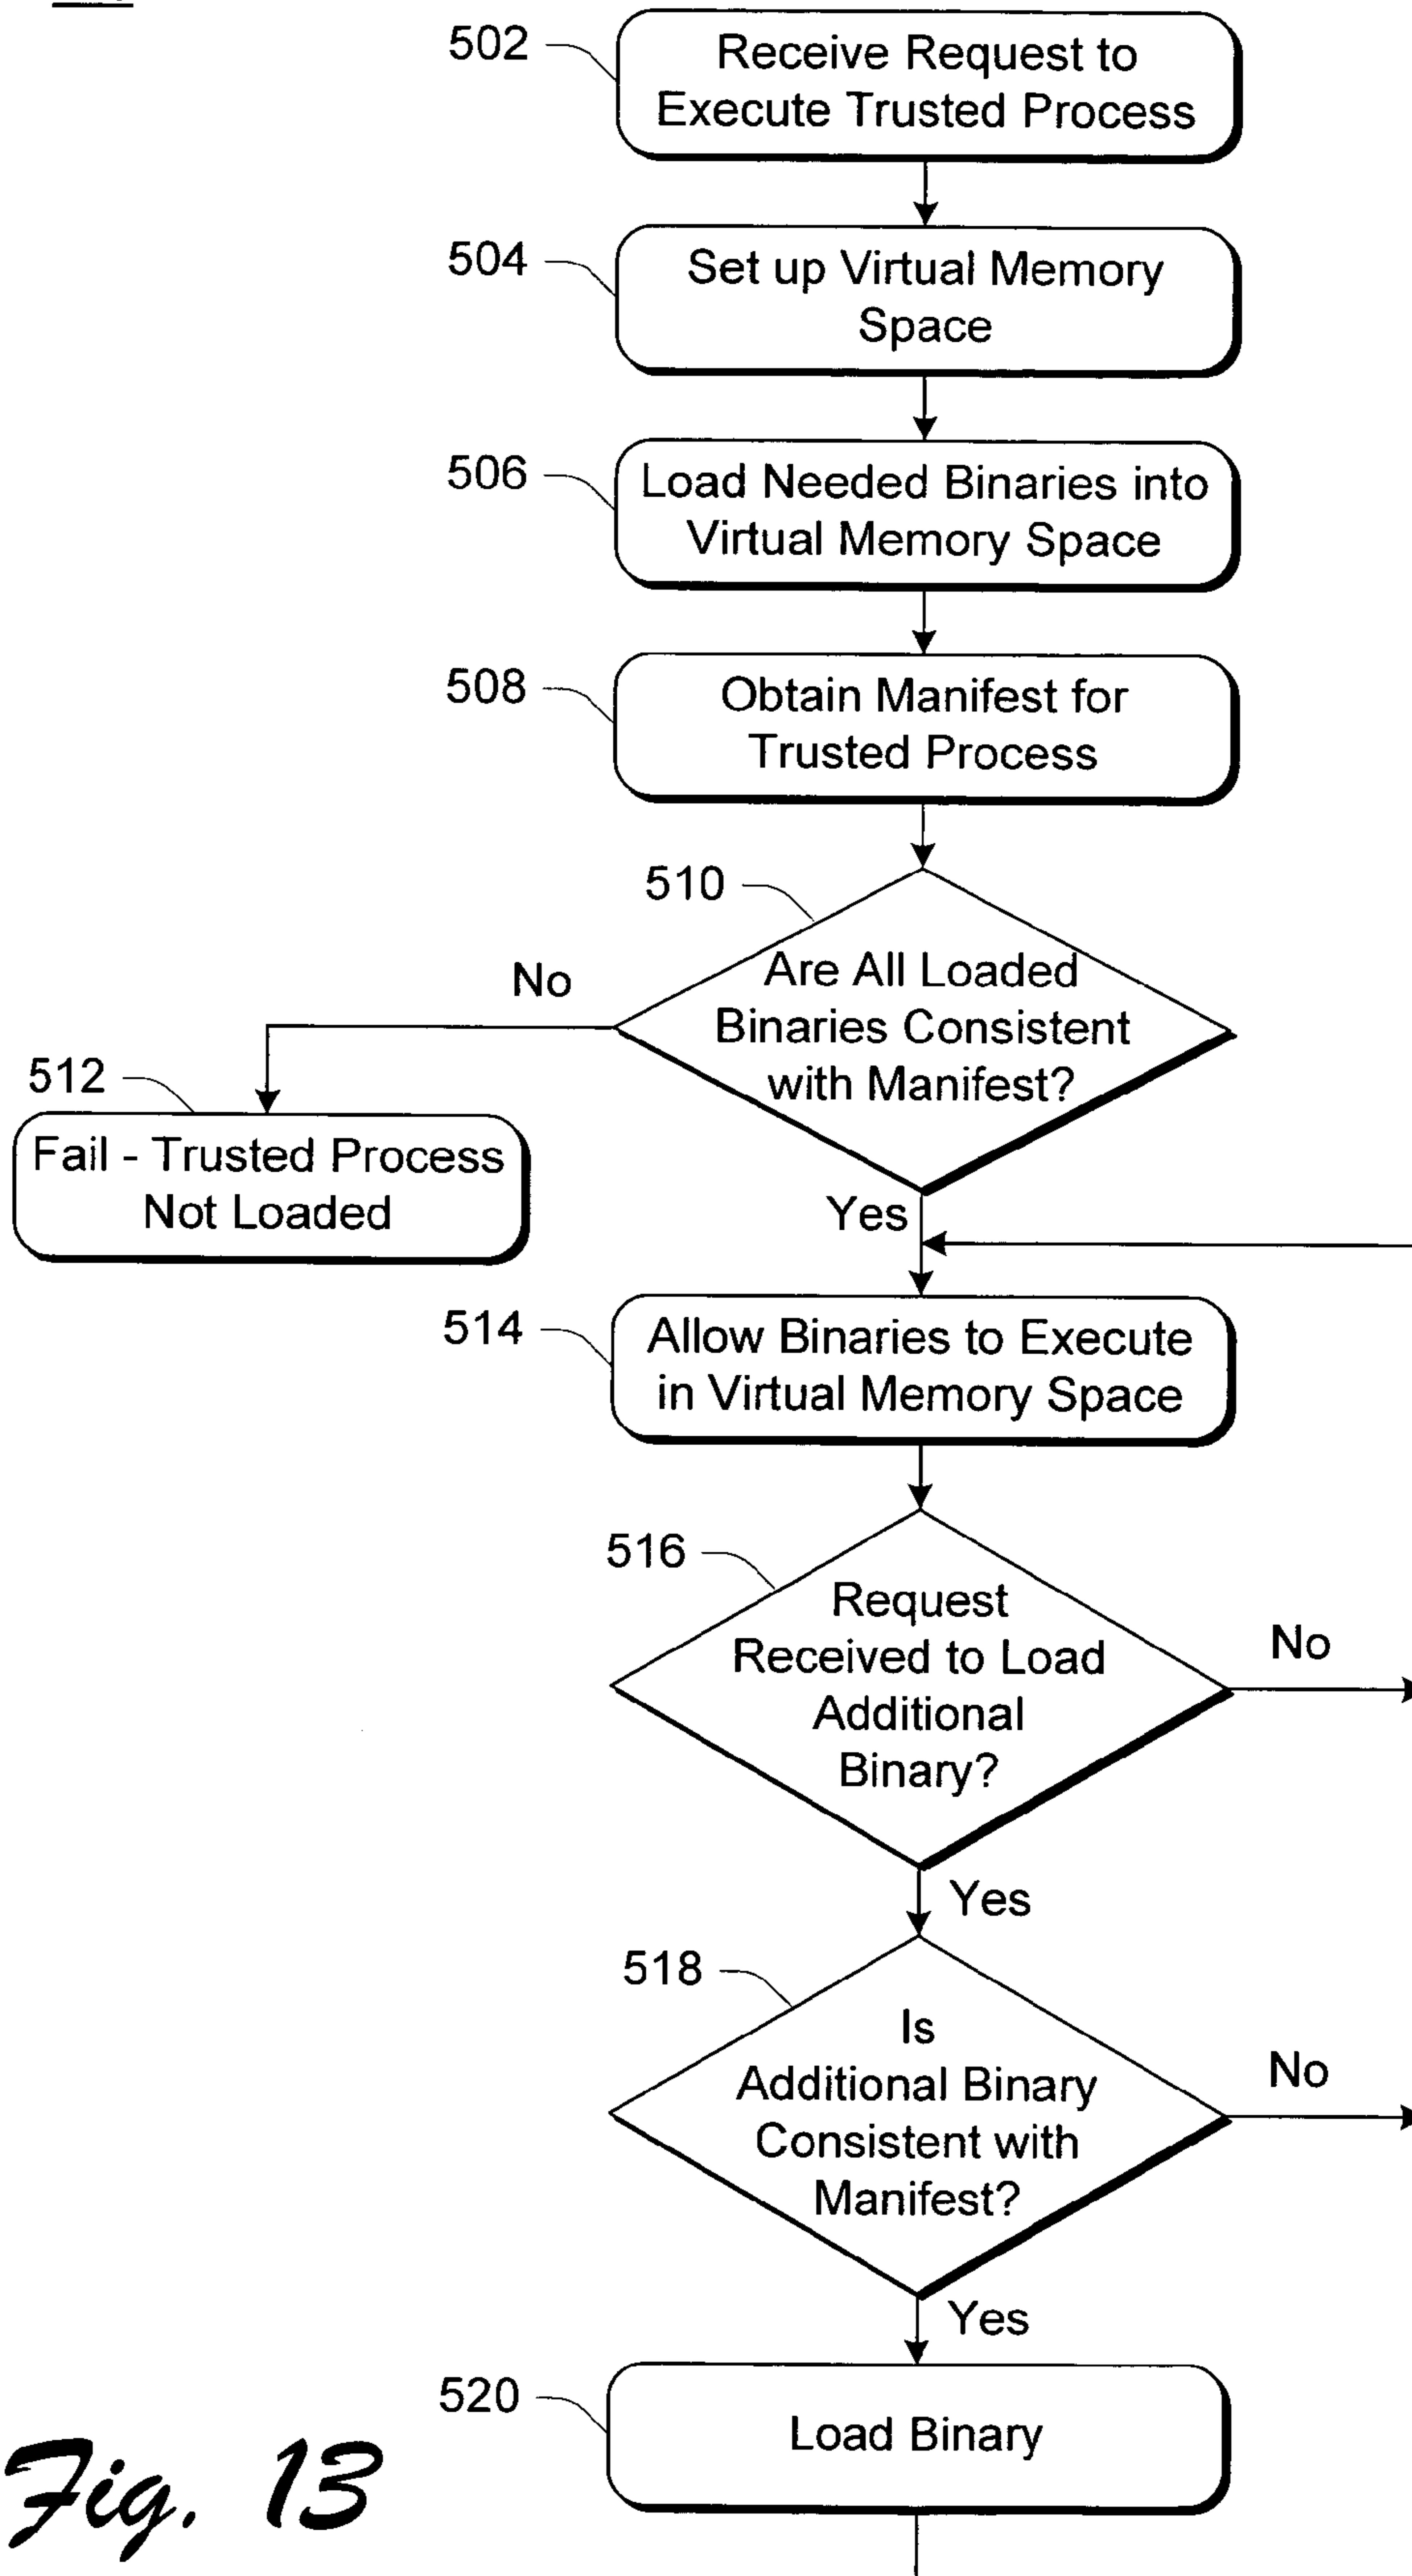 502
Receive Request to
Execute Trusted Process
504
Set up Virtual Memory
Space
506
Load Needed Binaries into
Virtual Memory Space
508
Obtain Manifest for
Trusted Process
510
Are All Loaded
Binaries Consistent
with Manifest?
No
512
Fail - Trusted Process
Not Loaded
Yes
514
Allow Binaries to Execute
in Virtual Memory Space
516
Request
Received to Load
Additional
Binary?
No
Yes
518
Is
Additional Binary
Consistent with
Manifest?
No
Yes
520
Load Binary
Fig. 13